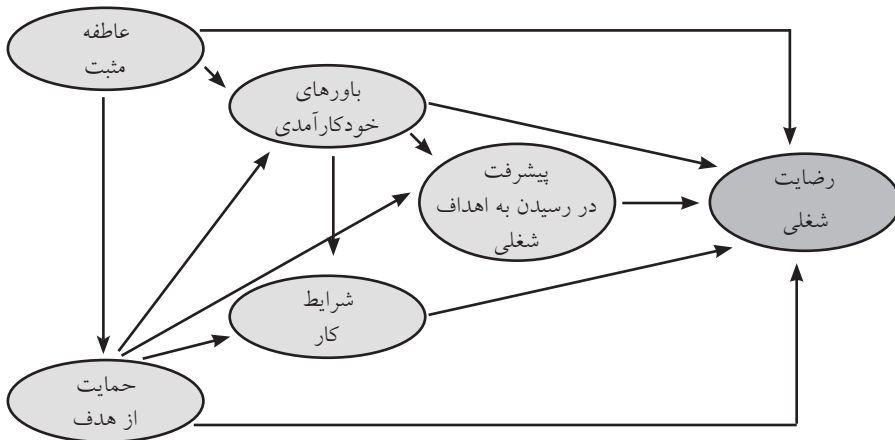 عاطفه
مثبت
باورهای
خودکارآمدی
پیشرفت
در رسیدن به اهداف
شغلی
رضایت
شغلی
شرایط
کار
حمایت
از هدف